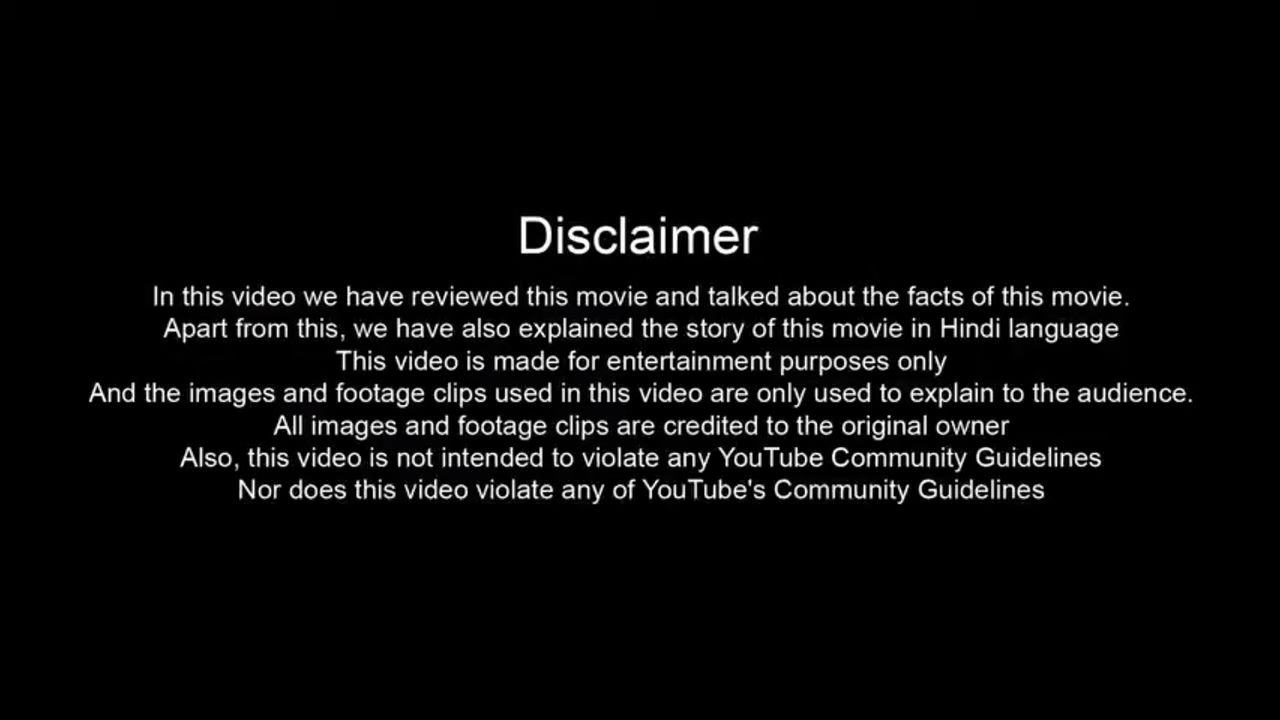 Disclaimer
In this video we have reviewed this movie and talked about the facts of this movie.
Apart from this, we have also explained the story of this movie in Hindi language
This video is made for entertainment purposes only
And the images and footage clips used in this video are only used to explain to the audience.
All images and footage clips are credited to the original owner
Also, this video is not intended to violate any YouTube Community Guidelines
Nor does this video violate any of YouTube's Community Guidelines